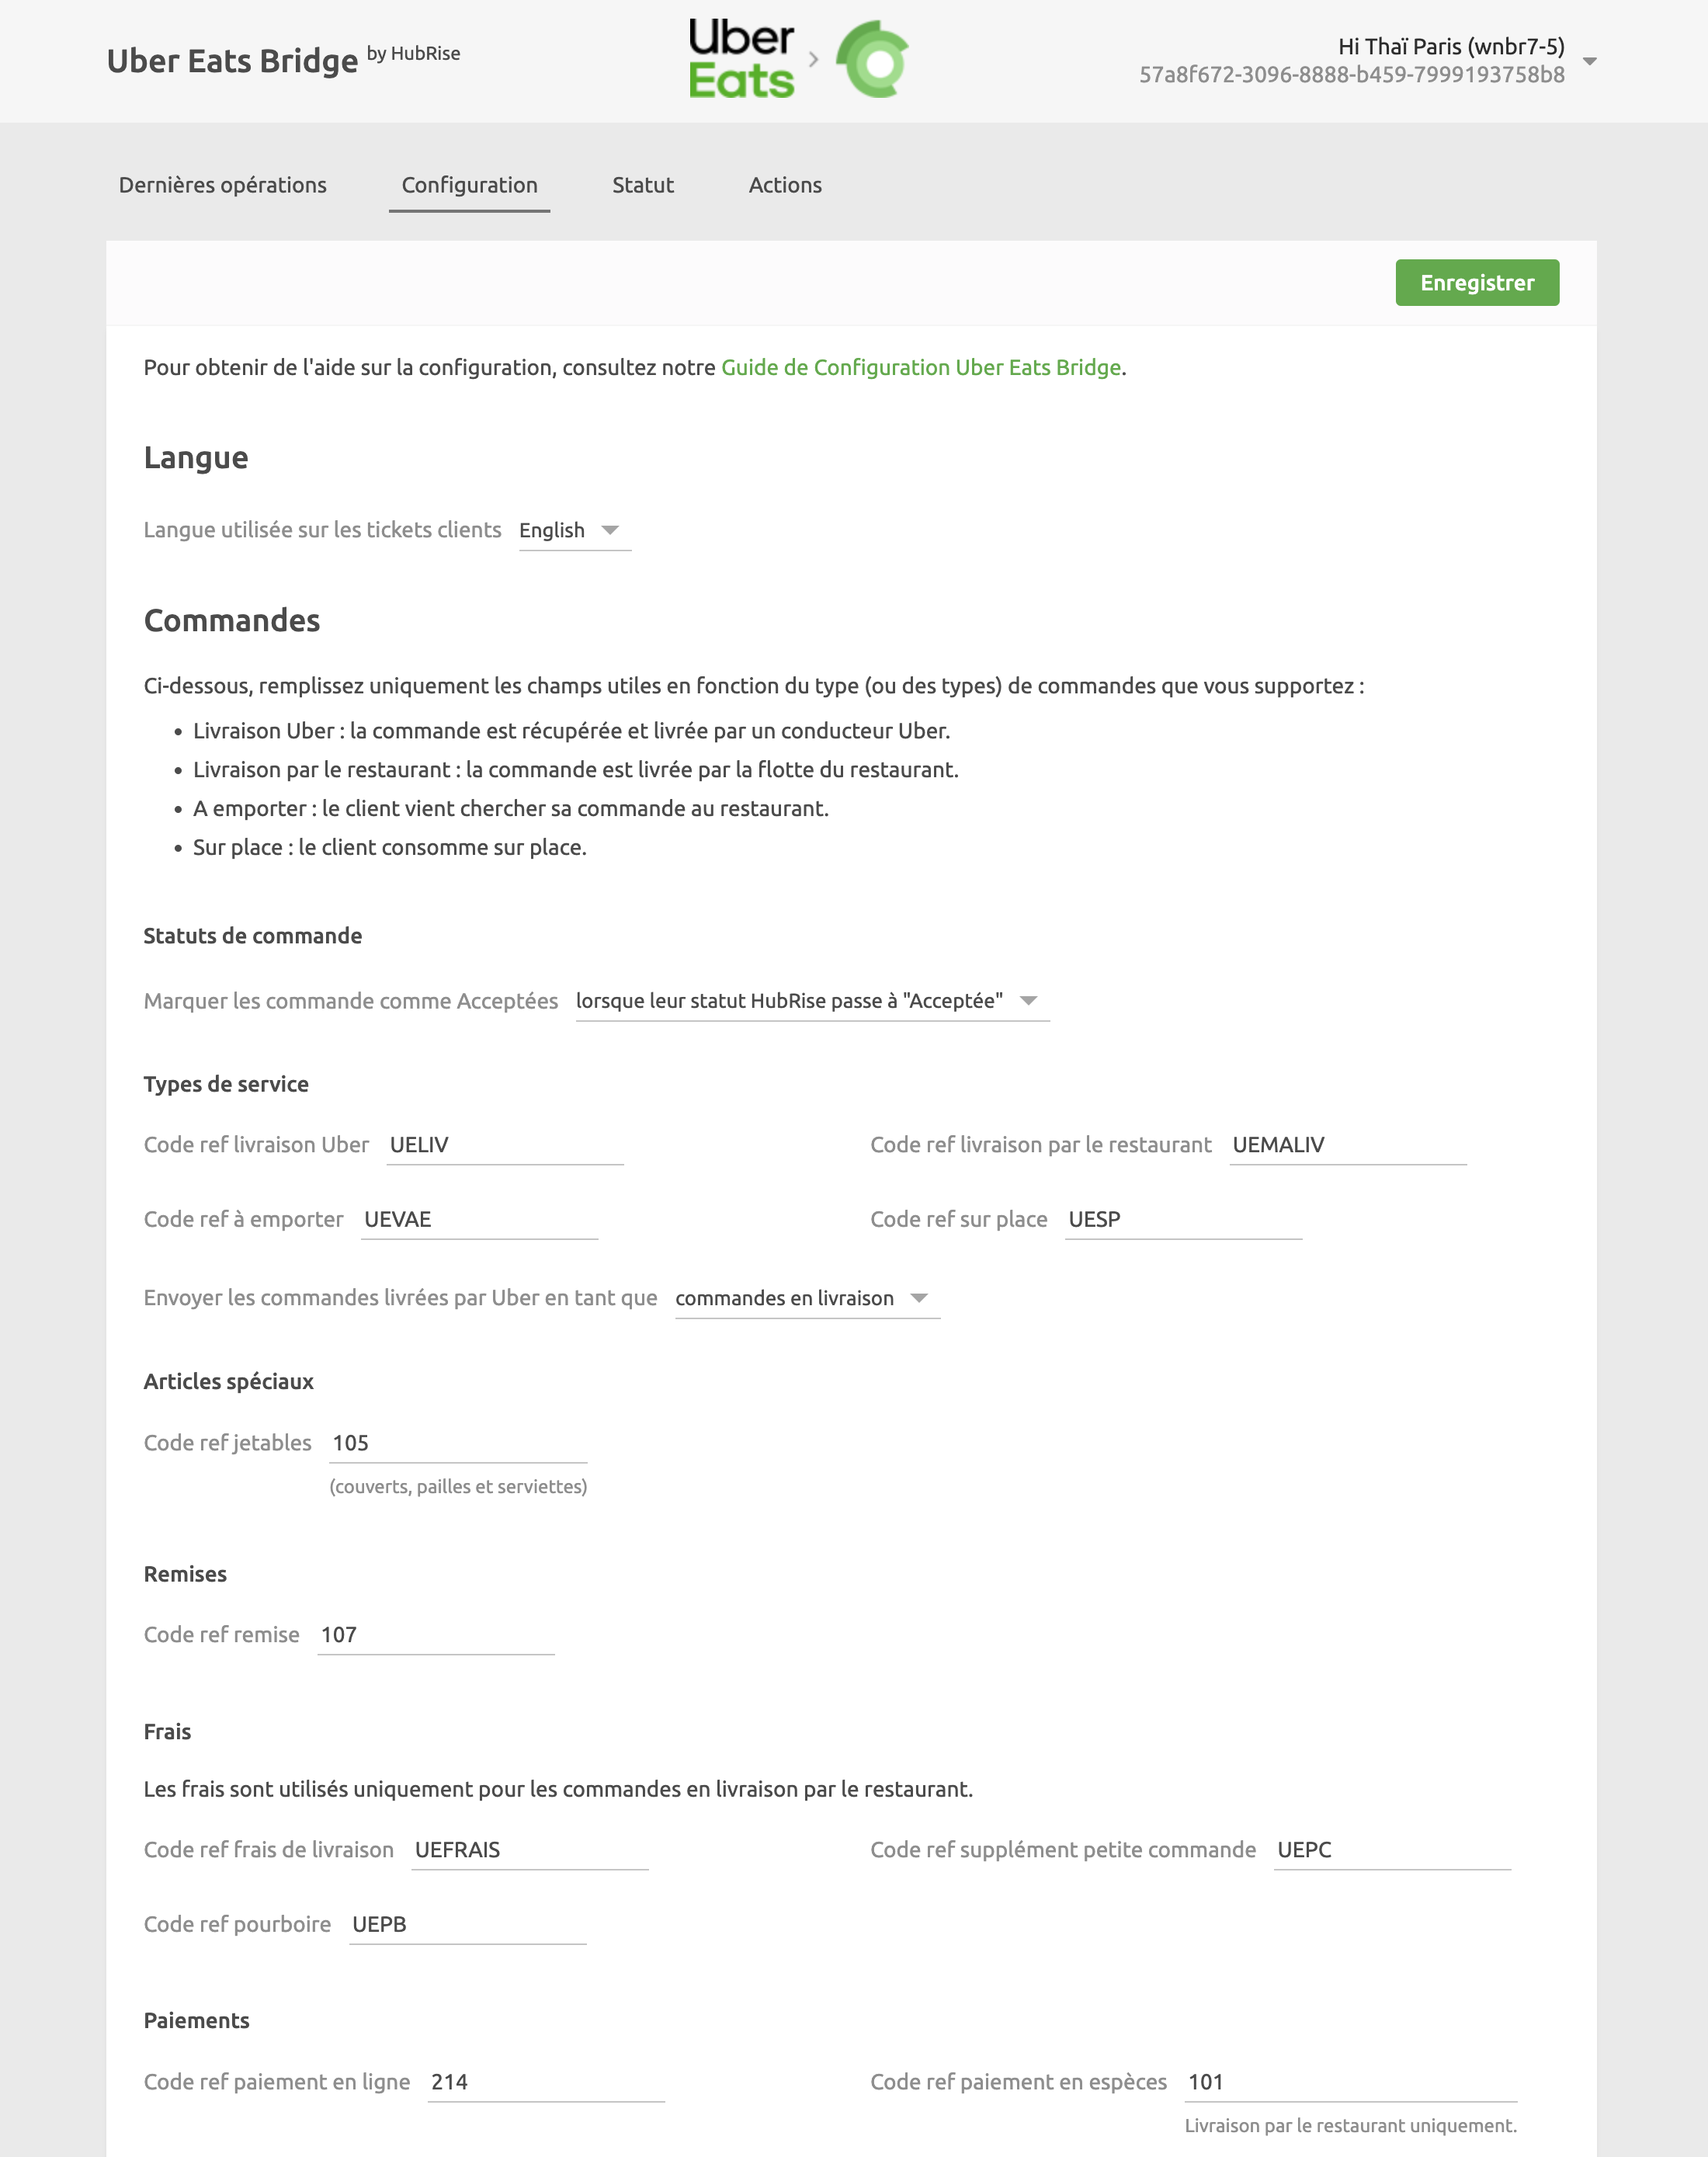 Uber Eats Bridge by HubRise
Uber
Eats
Hi Thaï Paris (wnbr7-5)
57a8f672-3096-8888-b459-7999193758b8
Dernières opérations
Configuration
Statut
Actions
Enregistrer
Pour obtenir de l'aide sur la configuration, consultez notre Guide de Configuration Uber Eats Bridge.
Langue
Langue utilisée sur les tickets clients English
Commandes
Ci-dessous, remplissez uniquement les champs utiles en fonction du type (ou des types) de commandes que vous supportez :
• Livraison Uber : la commande est récupérée et livrée par un conducteur Uber.
• Livraison par le restaurant : la commande est livrée par la flotte du restaurant.
• A emporter : le client vient chercher sa commande au restaurant.
• Sur place : le client consomme sur place.
Statuts de commande
Marquer les commande comme Acceptées lorsque leur statut HubRise passe à "Acceptée"
Types de service
Code ref livraison Uber UELIV
Code ref livraison par le restaurant UEMALIV
Code ref à emporter UEVAE
Code ref sur place UESP
Envoyer les commandes livrées par Uber en tant que commandes en livraison
Articles spéciaux
Code ref jetables 105
(couverts, pailles et serviettes)
Remises
Code ref remise 107
Frais
Les frais sont utilisés uniquement pour les commandes en livraison par le restaurant.
Code ref frais de livraison UEFRAIS
Code ref supplément petite commande UEPC
Code ref pourboire UEPB
Paiements
Code ref paiement en ligne 214
Code ref paiement en espèces 101
Livraison par le restaurant uniquement.